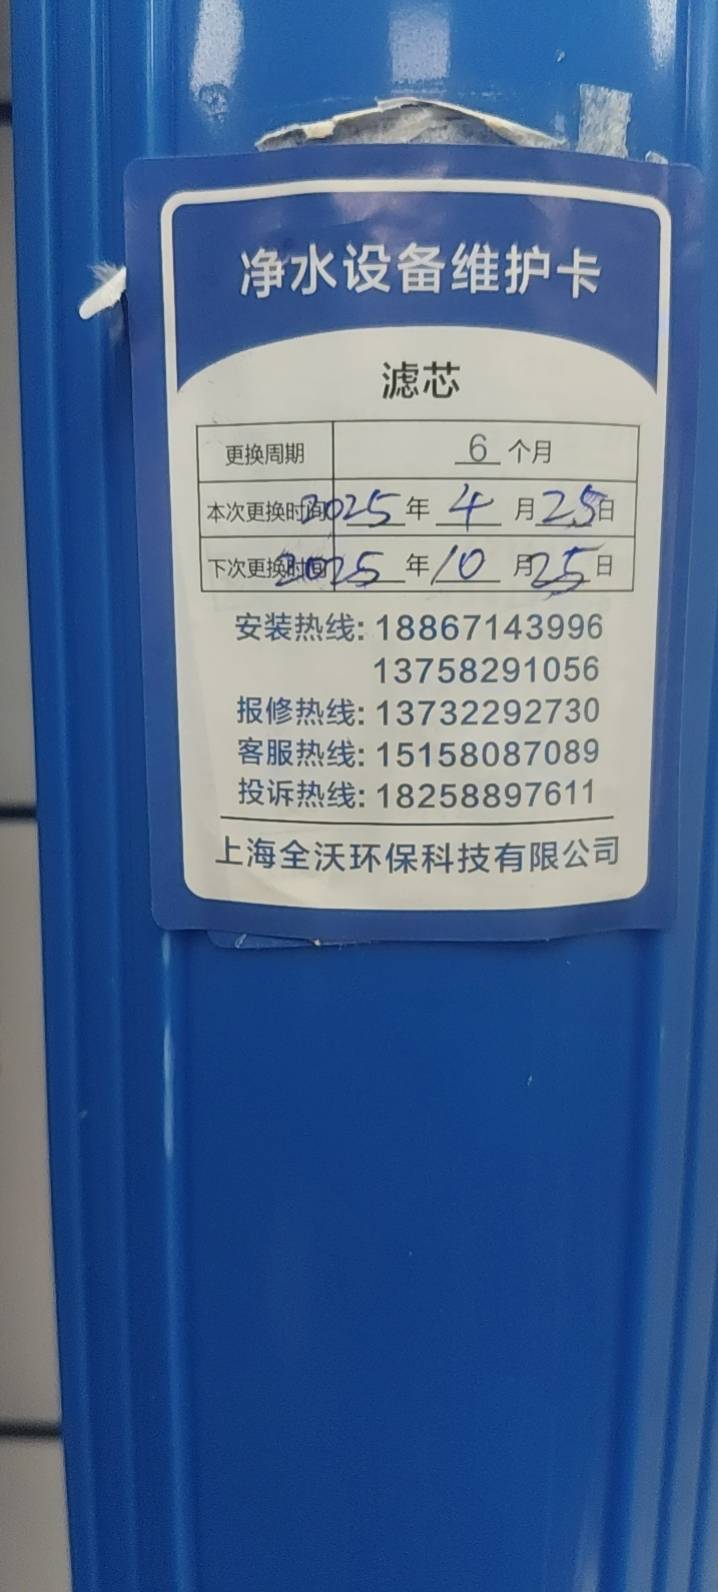 净水设备维护卡
滤芯
更换周期 6 个月
本次更换时间 2025 年 4 月 25 日
下次更换时间 2025 年 10 月 25 日
安装热线: 18867143996
13758291056
报修热线: 13732292730
客服热线: 15158087089
投诉热线: 18258897611
上海全沃环保科技有限公司